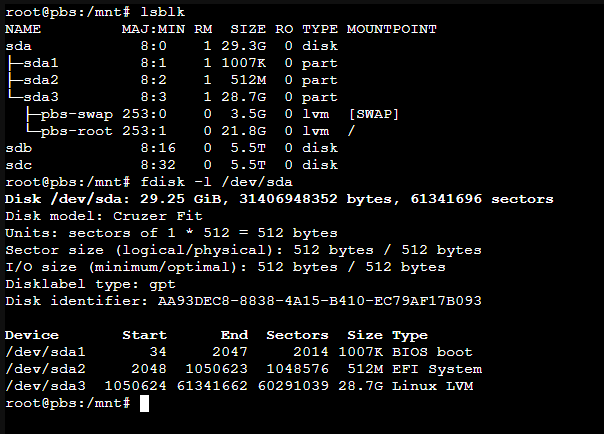 root@pbs:/mnt# lsblk
NAME         MAJ:MIN RM  SIZE RO TYPE MOUNTPOINT
sda            8:0    1 29.3G  0 disk
├─sda1         8:1    1 1007K  0 part
├─sda2         8:2    1  512M  0 part
└─sda3         8:3    1 28.7G  0 part
  ├─pbs-swap 253:0    0  3.5G  0 lvm  [SWAP]
  └─pbs-root 253:1    0 21.8G  0 lvm  /
sdb            8:16   0  5.5T  0 disk
sdc            8:32   0  5.5T  0 disk
root@pbs:/mnt# fdisk -l /dev/sda
Disk /dev/sda: 29.25 GiB, 31406948352 bytes, 61341696 sectors
Disk model: Cruzer Fit
Units: sectors of 1 * 512 = 512 bytes
Sector size (logical/physical): 512 bytes / 512 bytes
I/O size (minimum/optimal): 512 bytes / 512 bytes
Disklabel type: gpt
Disk identifier: AA93DEC8-8838-4A15-B410-EC79AF17B093

Device       Start      End  Sectors  Size Type
/dev/sda1       34     2047     2014 1007K BIOS boot
/dev/sda2     2048  1050623  1048576  512M EFI System
/dev/sda3  1050624 61341662 60291039 28.7G Linux LVM
root@pbs:/mnt#